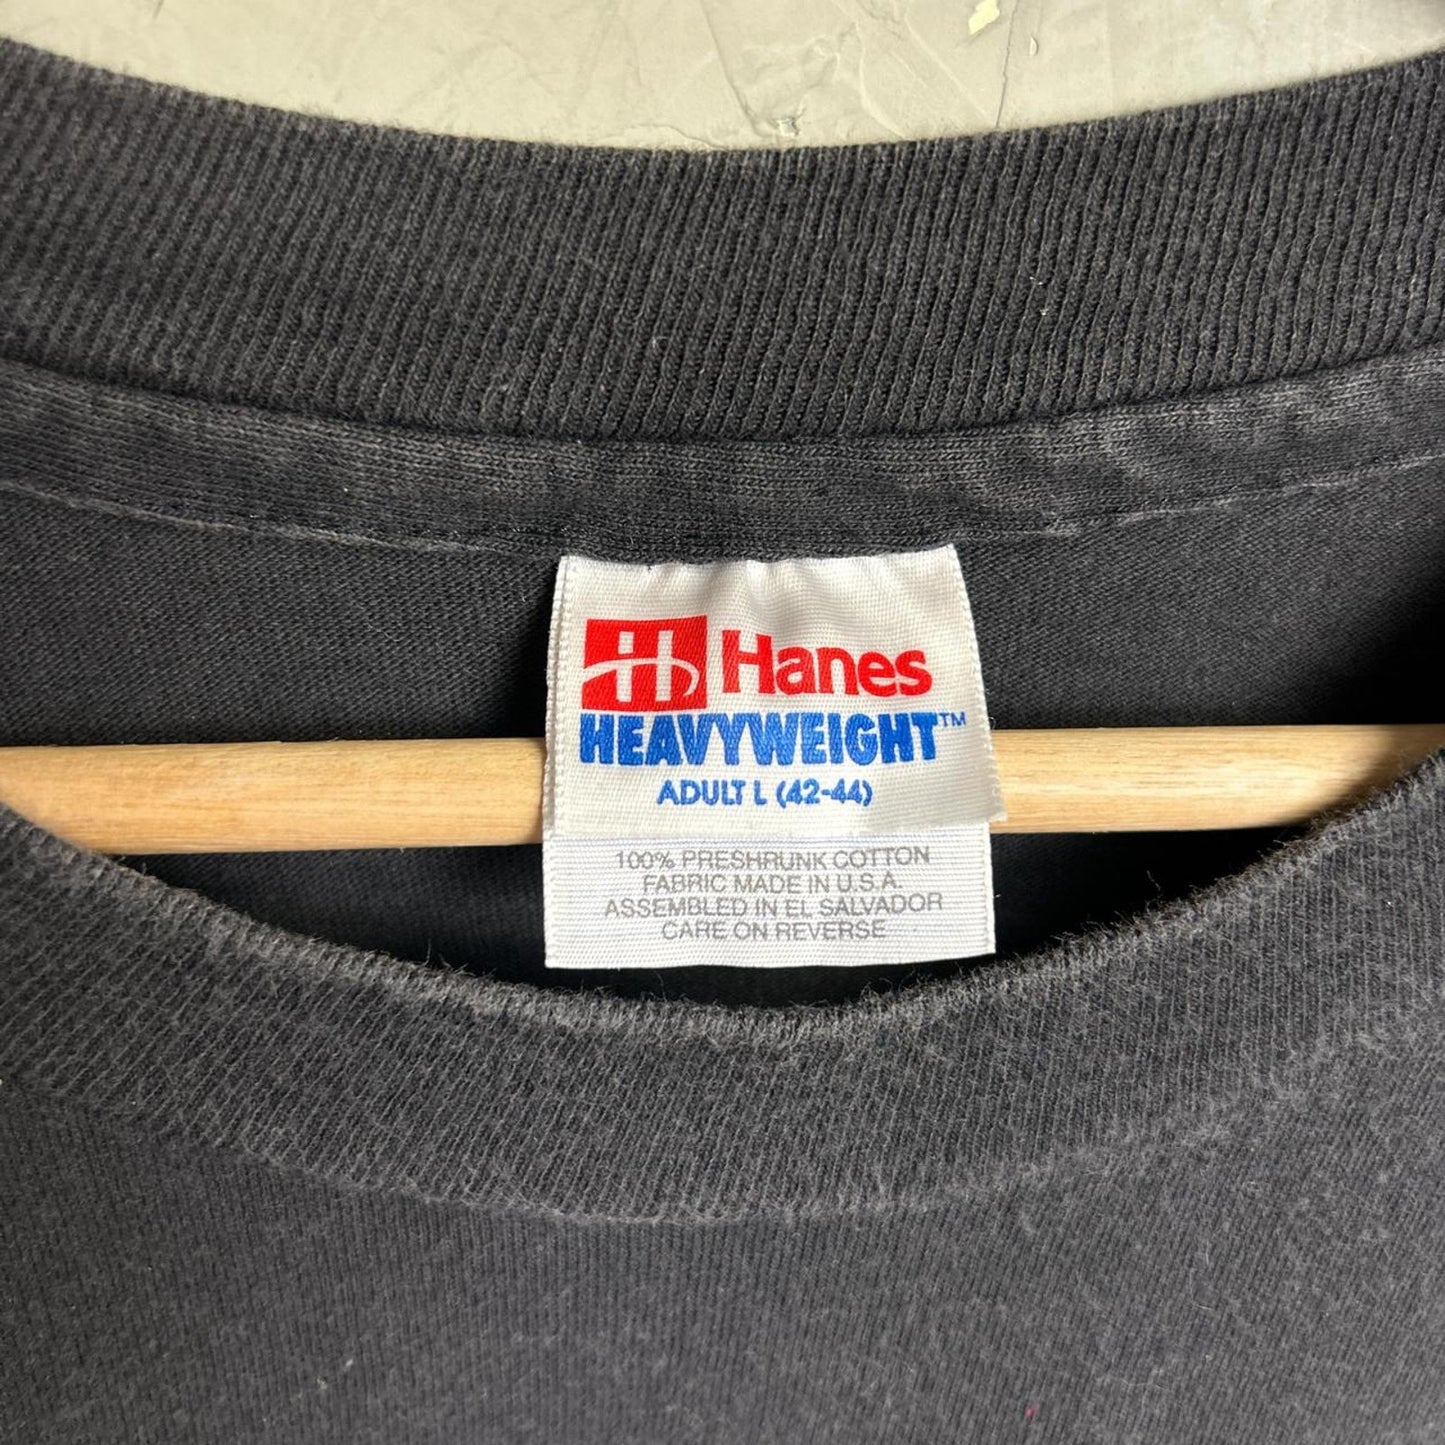 H Hanes
HEAVYWEIGHT™
ADULT L (42-44)
100% PRESHRUNK COTTON
FABRIC MADE IN U.S.A.
ASSEMBLED IN EL SALVADOR
CARE ON REVERSE